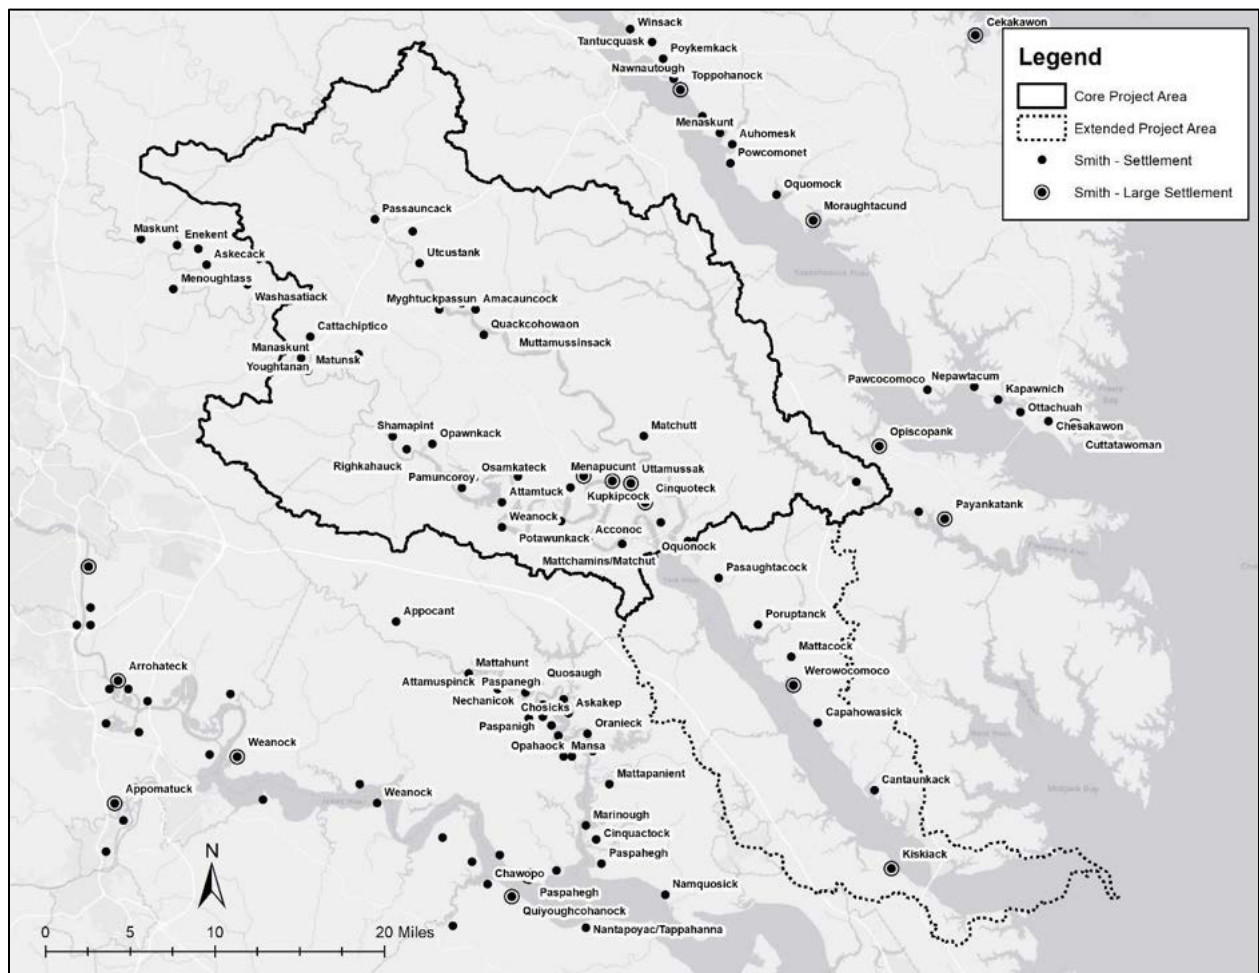 Winsack
Cekakawon
Tantucquask
Poykemkack
Nawnautough
Toppohanock
Legend
Core Project Area
Extended Project Area
Smith - Settlement
Smith - Large Settlement
Menaskunt
Auhomesk
Powcomonet
Oquomock
Moraughtacund
Passauncack
Maskunt
Enekent
Askecack
Utcustank
Menoughtass
Washasatiack
Myghtuckpassun
Amacauncock
Cattachiptico
Quackcohowaon
Muttamussinsack
Manaskunt
Matunsk
Youghtanan
Pawcocomoco
Nepawtacum
Kapawnich
Ottachuah
Chesakawon
Cuttatawoman
Shamapint
Opawnkack
Matchutt
Opiscopank
Righkahauck
Osamkateck
Menapucunt
Uttamussak
Pamuncoroy
Attamtuck
Kupkipcock
Cinquoteck
Weanock
Payankatank
Potawunkack
Acconoc
Oquonock
Mattchamins/Matchut
York River
Pasaughtacock
Appocant
Poruptanck
Mattacock
Arrohateck
Mattahunt
Quosaugh
Attamuspinck
Paspanegh
Werowocomoco
Nechanicok
Chosicks
Askakep
Paspanigh
Oranieck
Capahowasick
Weanock
Opahaock
Mansa
Mattapanient
Cantaunkack
Mobjack Bay
Appomatuck
Weanock
Marinough
Cinquactock
N
Paspahegh
Kiskiack
Chawopo
Paspahegh
Namquosick
Quiyoughcohanock
Nantapoyac/Tappahanna
0 5 10 20 Miles